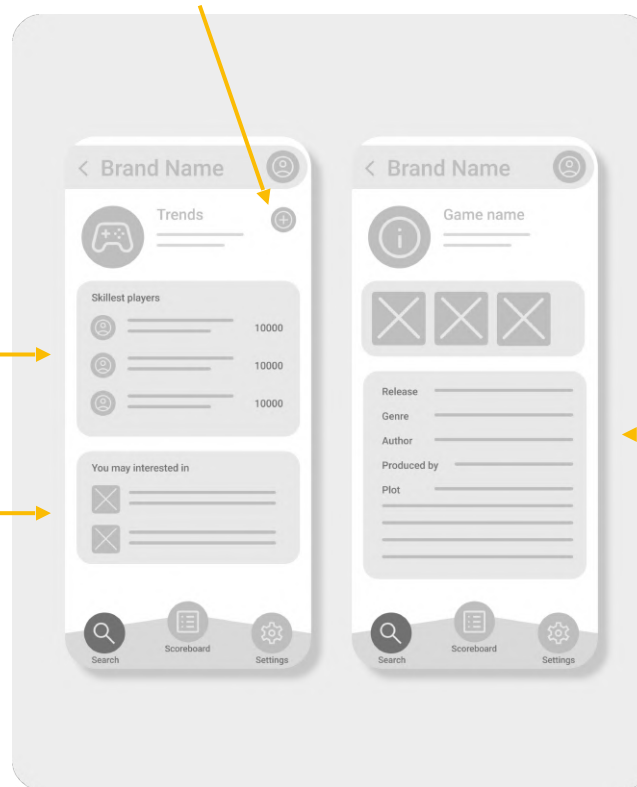 Brand Name
Trends
Skillest players
10000
10000
10000
You may interested in
Search
Scoreboard
Settings
Brand Name
Game name
Release
Genre
Author
Produced by
Plot
Search
Scoreboard
Settings